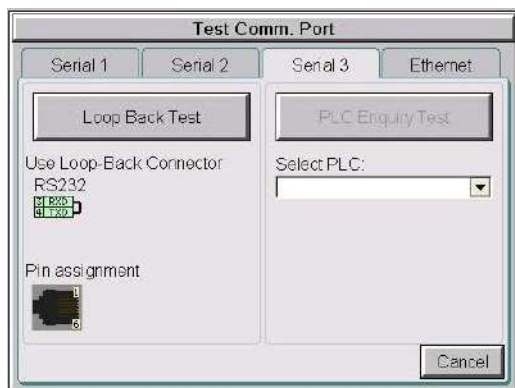 Test Comm. Port
Serial 1
Serial 2
Serial 3
Ethernet
Loop Back Test
PLC Enquiry Test
Use Loop-Back Connector
RS232
3 RXD
4 TXD
Select PLC:
Pin assignment
1
6
Cancel